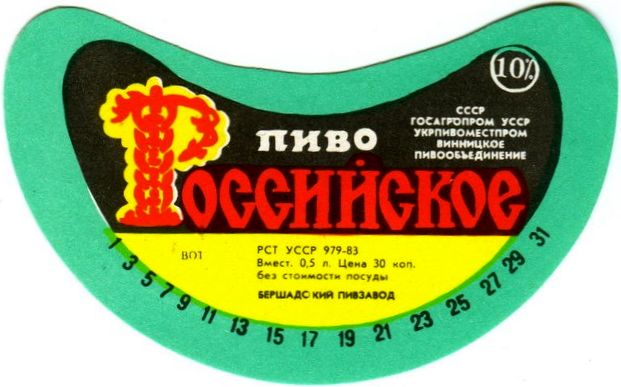 10%
СССР
ГОСАГРОПРОМ УССР
УКРПИВОМЕСТПРОМ
ВИННИЦКОЕ
ПИВООБЪЕДИНЕНИЕ
ПИВО
РОССИЙСКОЕ
ВО1
РСТ УССР 979-83
Вмест. 0,5 л. Цена 30 коп.
без стоимости посуды
БЕРШАДСКИЙ ПИВЗАВОД
1 3 5 7 9 11 13 15 17 19 21 23 25 27 29 31